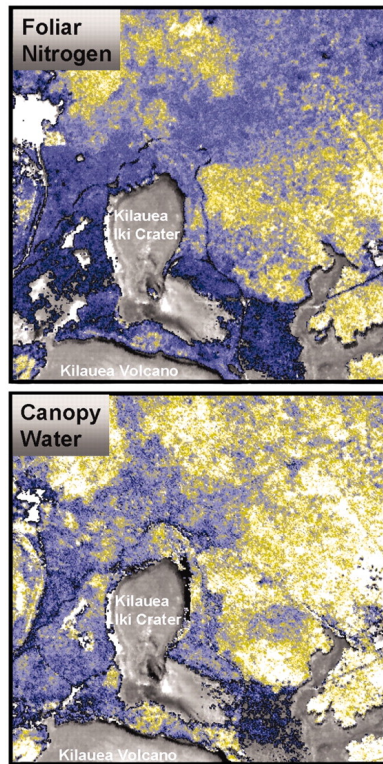 Foliar
Nitrogen
Kilauea
Iki Crater
Kilauea Volcano
Canopy
Water
Kilauea
Iki Crater
Kilauea Volcano